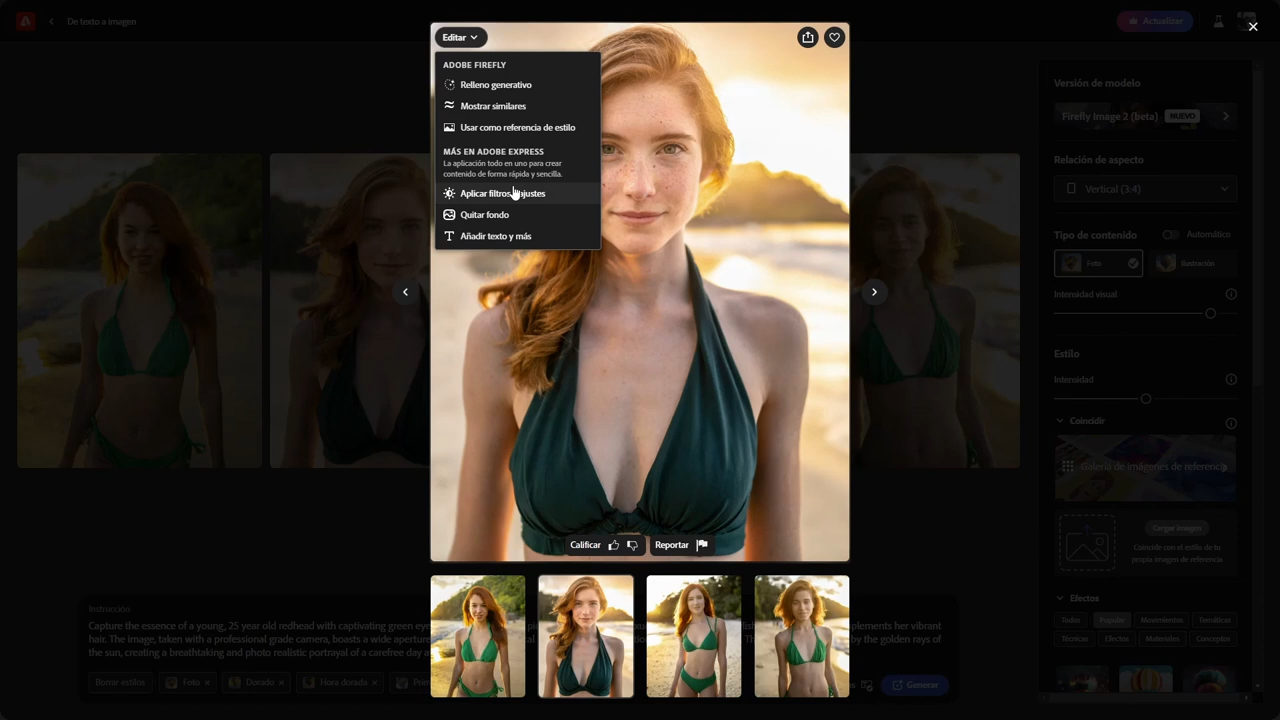 De texto a imagen
Actualizar
Editar
ADOBE FIREFLY
Relleno generativo
Mostrar similares
Usar como referencia de estilo
MÁS EN ADOBE EXPRESS
La aplicación todo en uno para crear
contenido de forma rápida y sencilla.
Aplicar filtros ajustes
Quitar fondo
Añadir texto y más
Calificar
Reportar
Versión de modelo
Firefly Image 2 (beta) NUEVO
Relación de aspecto
Vertical (3:4)
Tipo de contenido Automático
Foto Ilustración
Intensidad visual
Estilo
Intensidad
Coincidir
Galería de imágenes de referencia
Cargar imagen
Coincide con el estilo de tu
propia imagen de referencia
Efectos
Todas Popular Movimientos Temáticas
Técnicas Efectos Materiales Conceptos
Instrucción
Capture the essence of a young, 25 year old redhead with captivating green eye plements her vibrant
hair. The image, taken with a professional grade camera, boasts a wide aperture by the golden rays of
the sun, creating a breathtaking and photo realistic portrayal of a carefree day a
Borrar estilos Foto × Dorado × Hora dorada ×
Generar